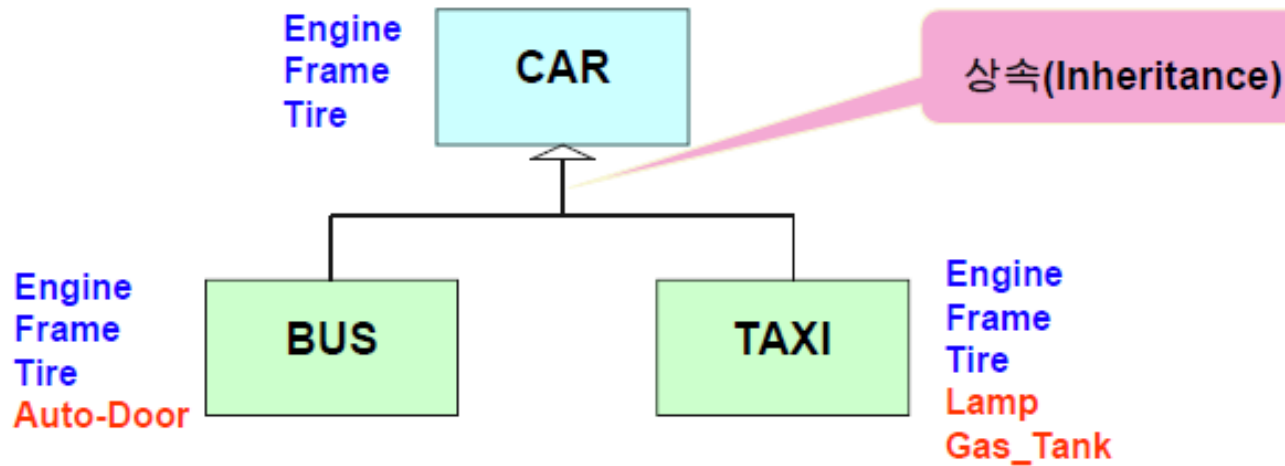 Engine
Frame
Tire
CAR
상속(Inheritance)
Engine
Frame
Tire
Auto-Door
BUS
TAXI
Engine
Frame
Tire
Lamp
Gas_Tank